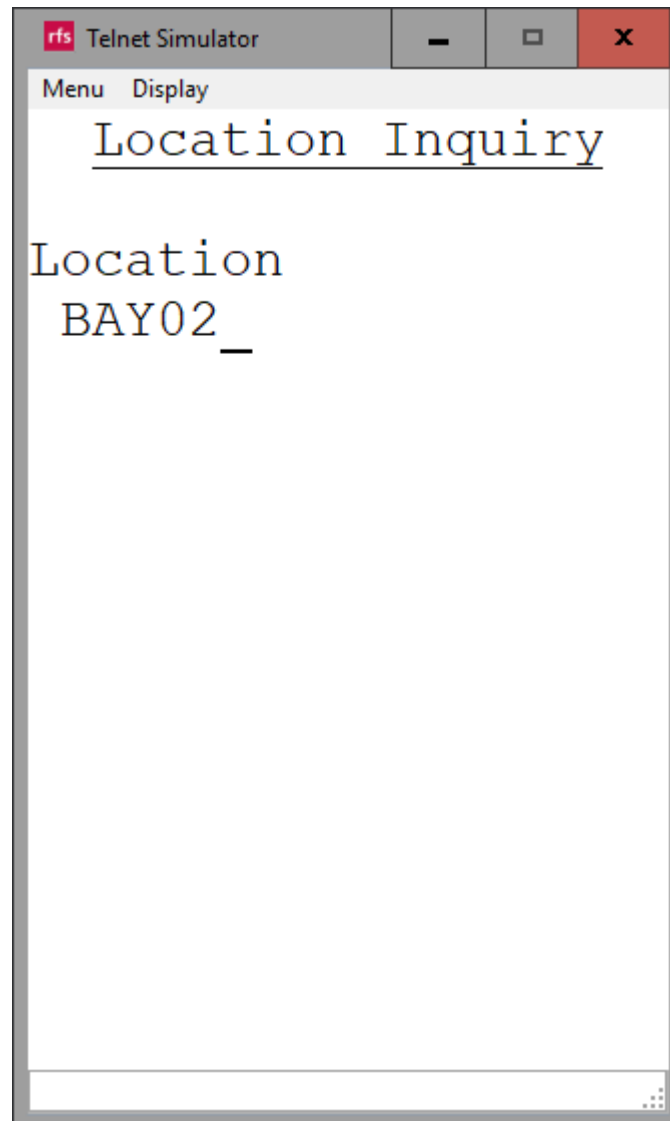 rfs Telnet Simulator
Menu Display
Location Inquiry
Location
BAY02_